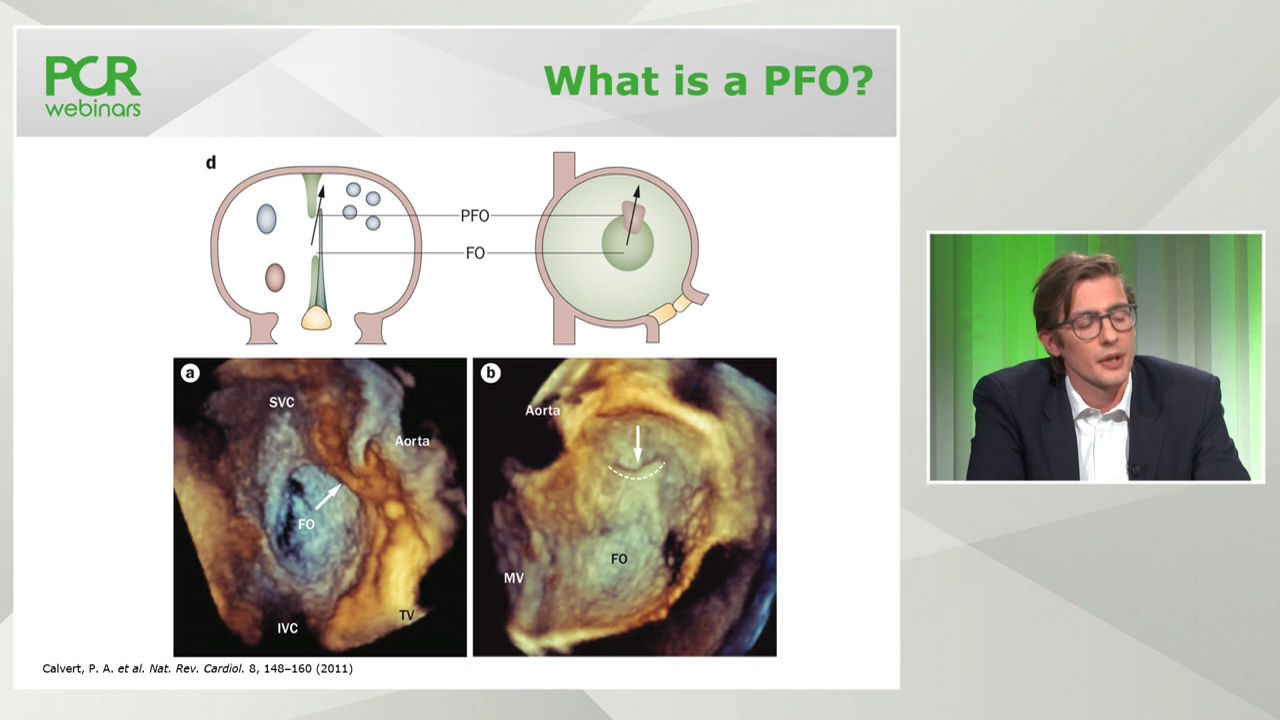 PCR
webinars
What is a PFO?
d
PFO
FO
a
SVC
Aorta
FO
TV
IVC
b
Aorta
FO
MV
Calvert, P. A. et al. Nat. Rev. Cardiol. 8, 148–160 (2011)